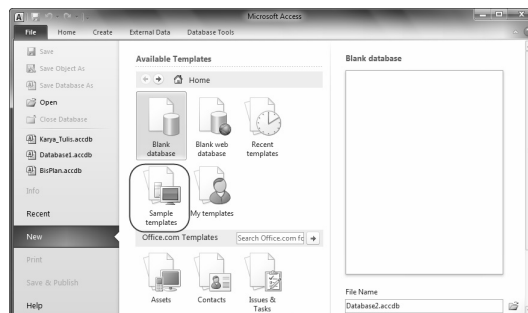 Microsoft Access
File Home Create External Data Database Tools
Save
Save Object As
Save Database As
Open
Close Database
Karya_Tulis.accdb
Database1.accdb
BisPlan.accdb
Info
Recent
New
Print
Save & Publish
Help
Available Templates
Home
Blank database
Blank web database
Recent templates
Sample templates
My templates
Office.com Templates
Search Office.com fo
Assets
Contacts
Issues & Tasks
Blank database
File Name
Database2.accdb